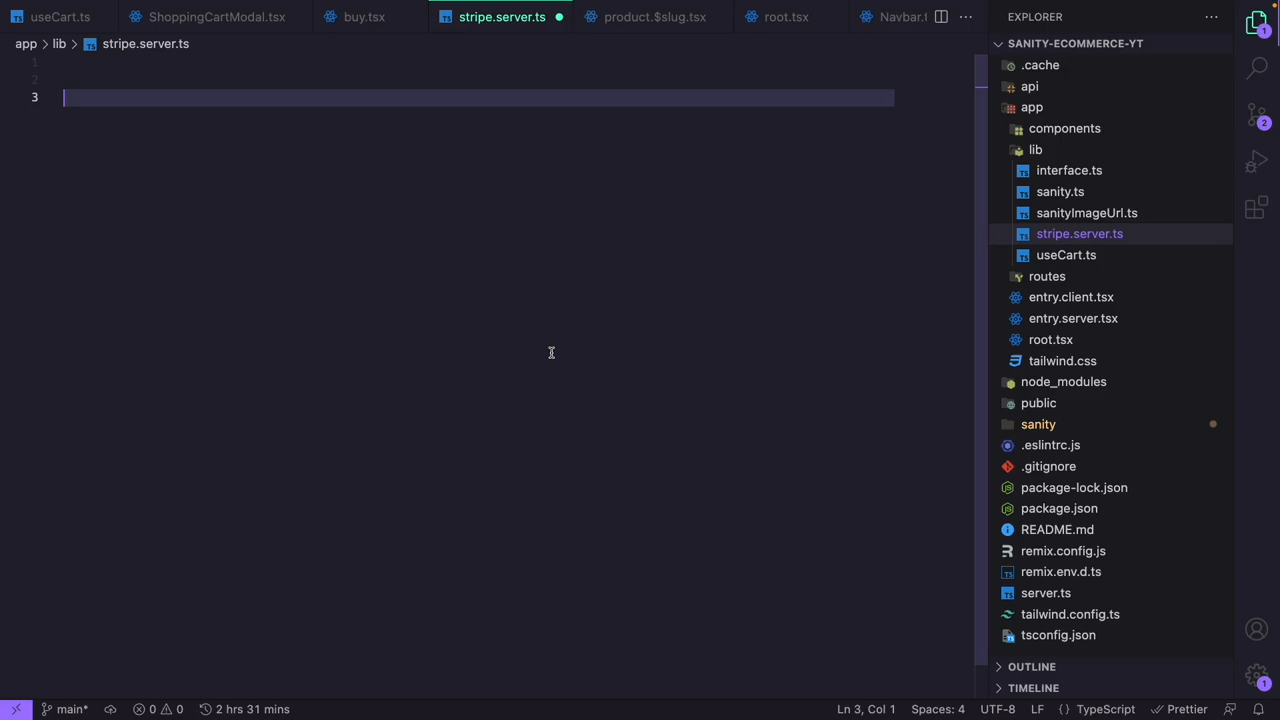 useCart.ts
ShoppingCartModal.tsx
buy.tsx
stripe.server.ts
product.$slug.tsx
root.tsx
Navbar.t
app > lib > stripe.server.ts
1
2
3
EXPLORER
SANITY-ECOMMERCE-YT
.cache
api
app
components
lib
interface.ts
sanity.ts
sanityImageUrl.ts
stripe.server.ts
useCart.ts
routes
entry.client.tsx
entry.server.tsx
root.tsx
tailwind.css
node_modules
public
sanity
.eslintrc.js
.gitignore
package-lock.json
package.json
README.md
remix.config.js
remix.env.d.ts
server.ts
tailwind.config.ts
tsconfig.json
OUTLINE
TIMELINE
1
2
1
main*
0
0
2 hrs 31 mins
Ln 3, Col 1
Spaces: 4
UTF-8
LF
{ } TypeScript
Prettier